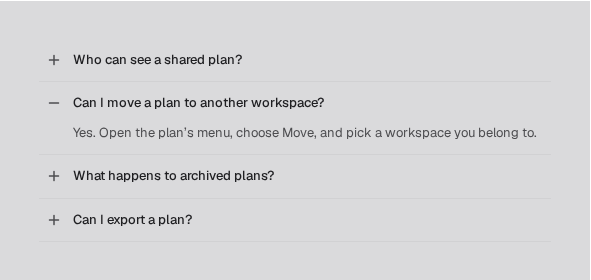 Who can see a shared plan?
Can I move a plan to another workspace?
Yes. Open the plan’s menu, choose Move, and pick a workspace you belong to.
What happens to archived plans?
Can I export a plan?